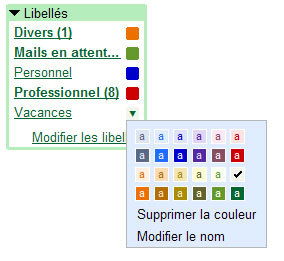 Libellés
Divers (1)
Mails en attent...
Personnel
Professionnel (8)
Vacances
Modifier les libel
a a a a a a
a a a a a a
a a a a a
a a a a a a
Supprimer la couleur
Modifier le nom